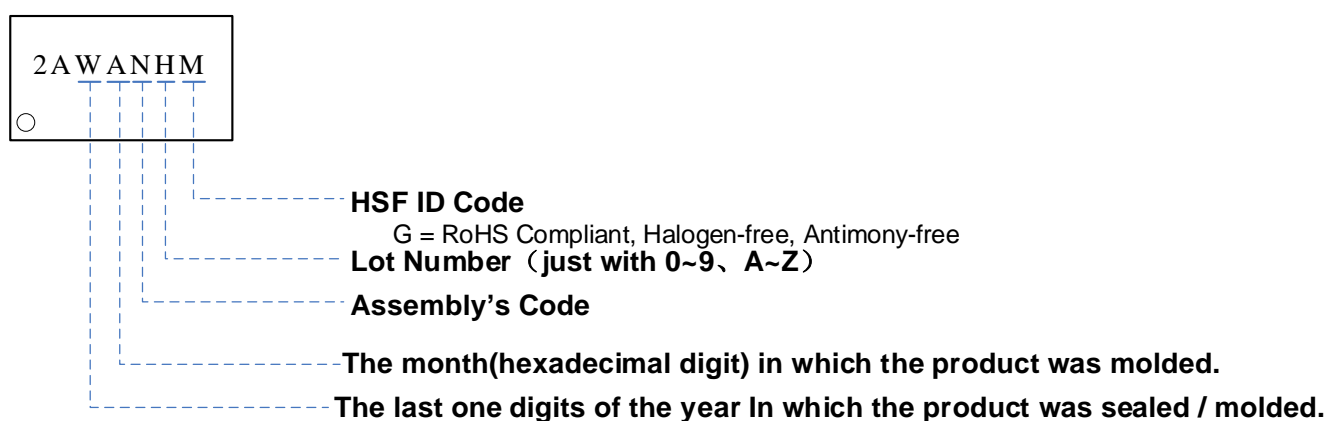 2AWANHM
HSF ID Code
G = RoHS Compliant, Halogen-free, Antimony-free
Lot Number（just with 0~9、A~Z）
Assembly’s Code
The month(hexadecimal digit) in which the product was molded.
The last one digits of the year In which the product was sealed / molded.